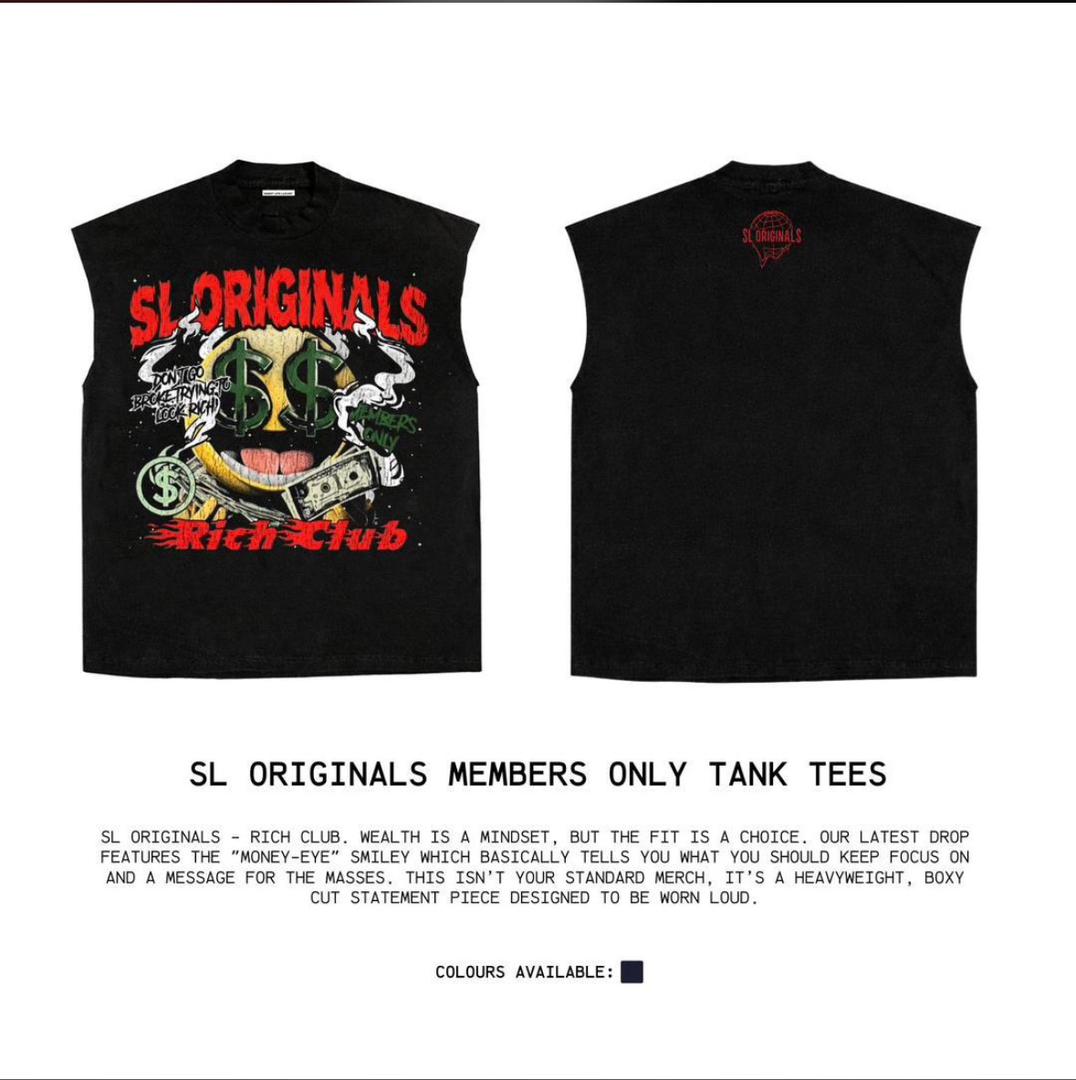 SL ORIGINALS
DON'T GO
BROKE TRYING TO
LOOK RICH!
MEMBERS
ONLY
Rich Club
SL ORIGINALS
SL ORIGINALS MEMBERS ONLY TANK TEES
SL ORIGINALS – RICH CLUB. WEALTH IS A MINDSET, BUT THE FIT IS A CHOICE. OUR LATEST DROP
FEATURES THE "MONEY-EYE" SMILEY WHICH BASICALLY TELLS YOU WHAT YOU SHOULD KEEP FOCUS ON
AND A MESSAGE FOR THE MASSES. THIS ISN'T YOUR STANDARD MERCH, IT'S A HEAVYWEIGHT, BOXY
CUT STATEMENT PIECE DESIGNED TO BE WORN LOUD.
COLOURS AVAILABLE: